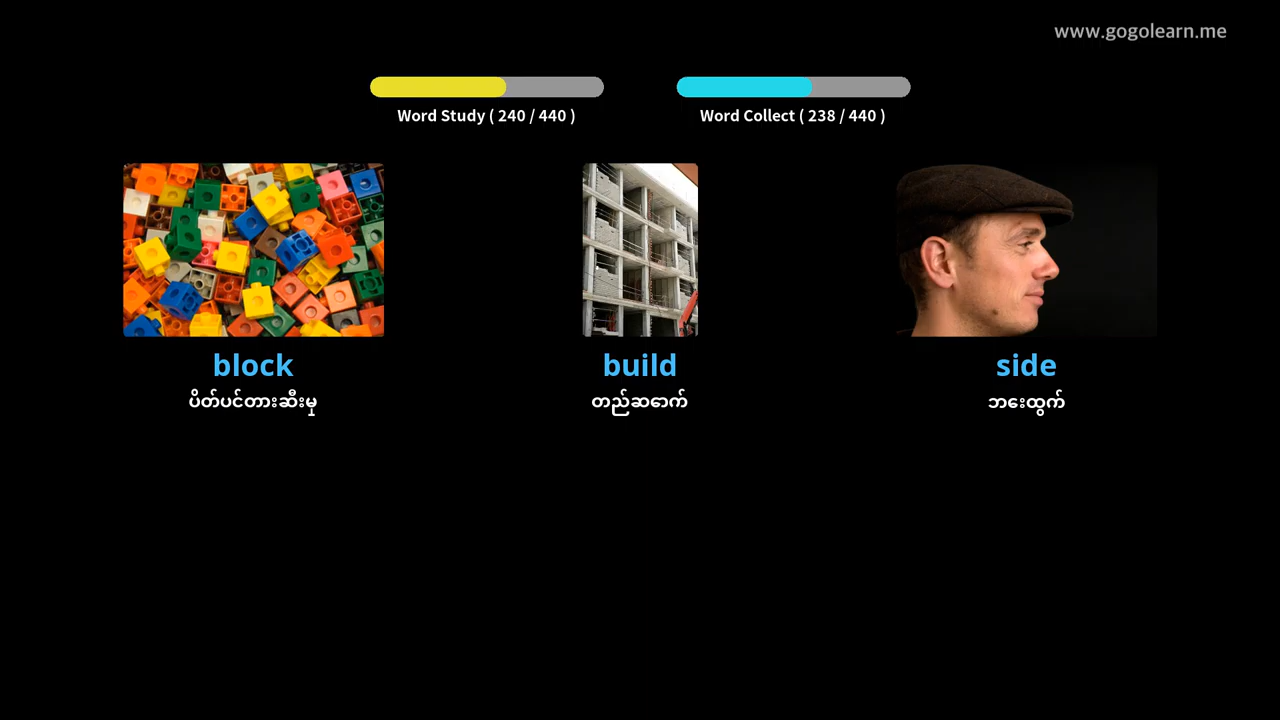 www.gogolearn.me
Word Study ( 240 / 440 )
Word Collect ( 238 / 440 )
block
build
side
ပိတ်ပင်တားဆီးမှု
တည်ဆောက်
ဘေးထွက်